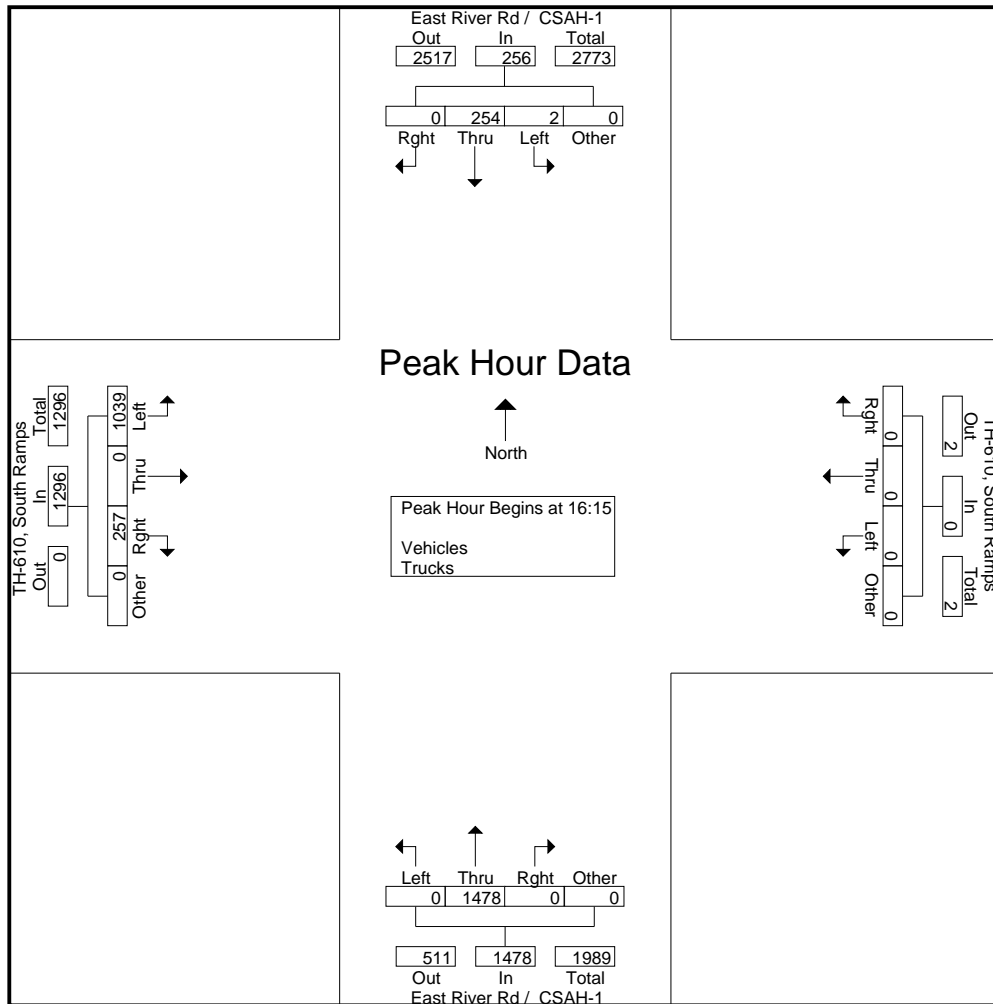 East River Rd / CSAH-1
Out In Total
2517 256 2773
0 254 2 0
Rght Thru Left Other
Peak Hour Data
North
Peak Hour Begins at 16:15
Vehicles
Trucks
TH-610, South Ramps
Out In Total
0 1296 1296
1039 0 257 0
Left Thru Rght Other
TH-610, South Ramps
Out In Total
2 0 2
0 0 0 0
Rght Thru Left Other
Left Thru Rght Other
0 1478 0 0
511 1478 1989
Out In Total
East River Rd / CSAH-1